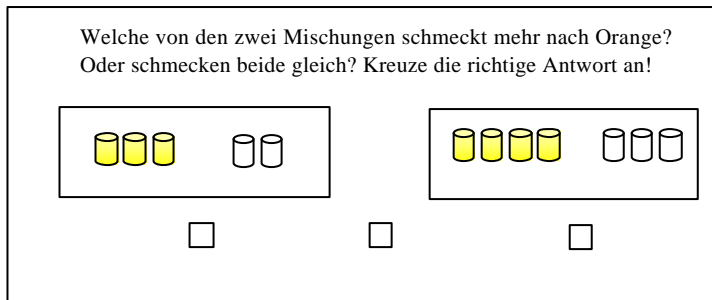 Welche von den zwei Mischungen schmeckt mehr nach Orange?
Oder schmecken beide gleich? Kreuze die richtige Antwort an!